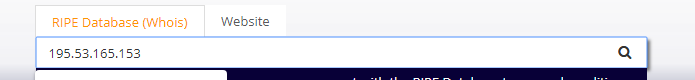 RIPE Database (Whois)
Website
195.53.165.153